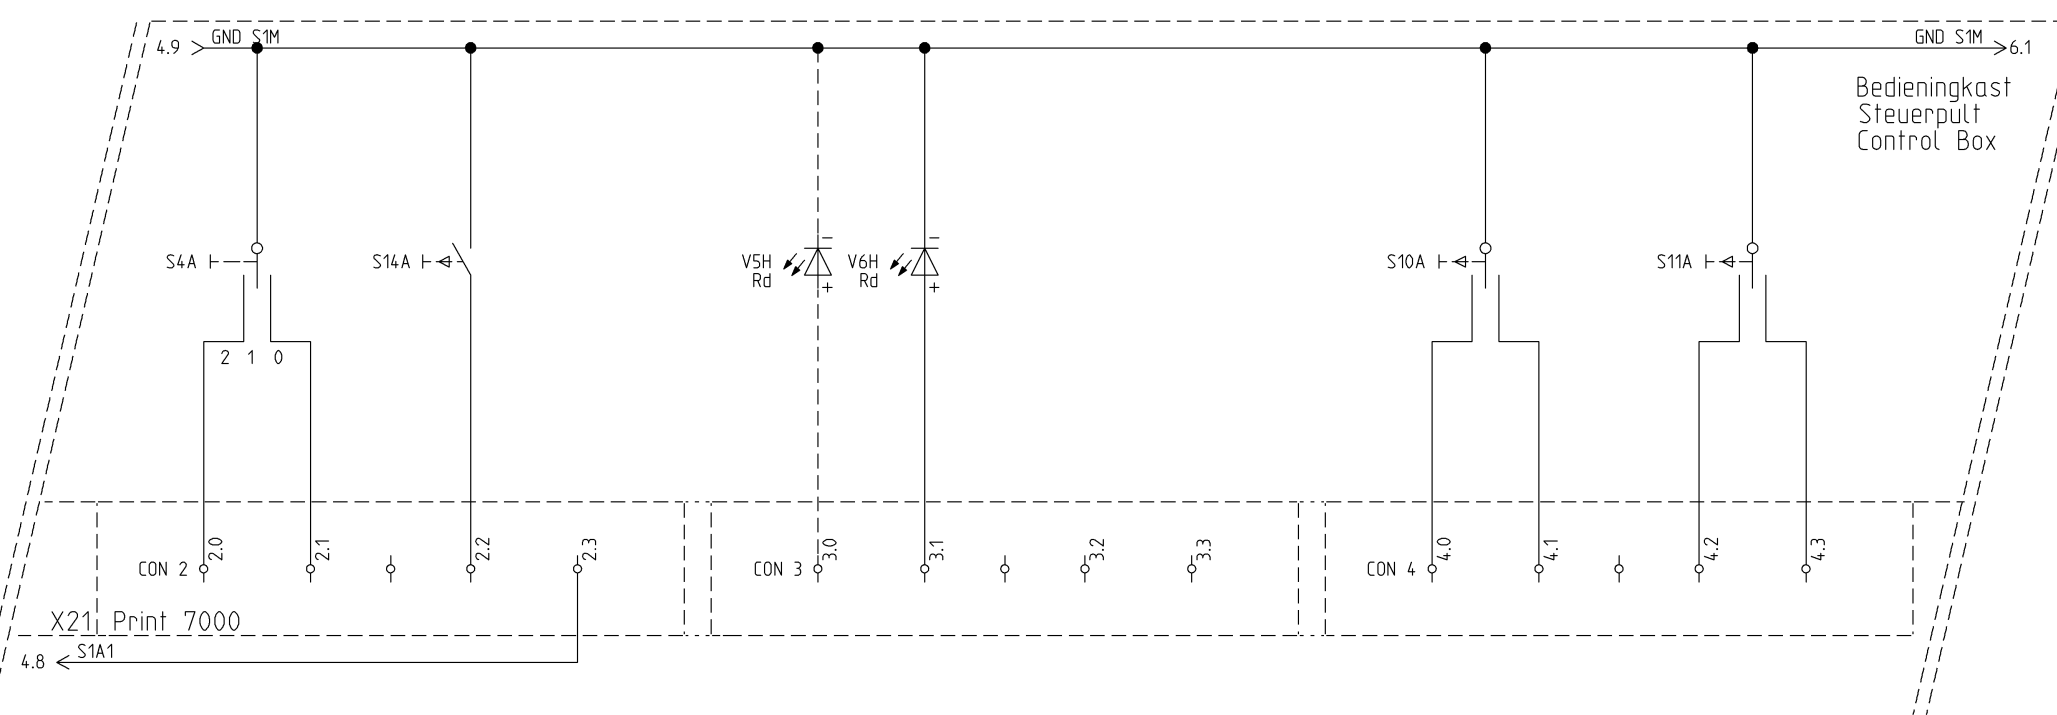 4.9
GND S1M
GND S1M
6.1
Bedieningkast
Steuerpult
Control Box
S4A
S14A
V5H
Rd
-
+
V6H
Rd
-
+
S10A
S11A
2 1 0
CON 2
2.0
2.1
2.2
2.3
CON 3
3.0
3.1
3.2
3.3
CON 4
4.0
4.1
4.2
4.3
X21 Print 7000
4.8
S1A1